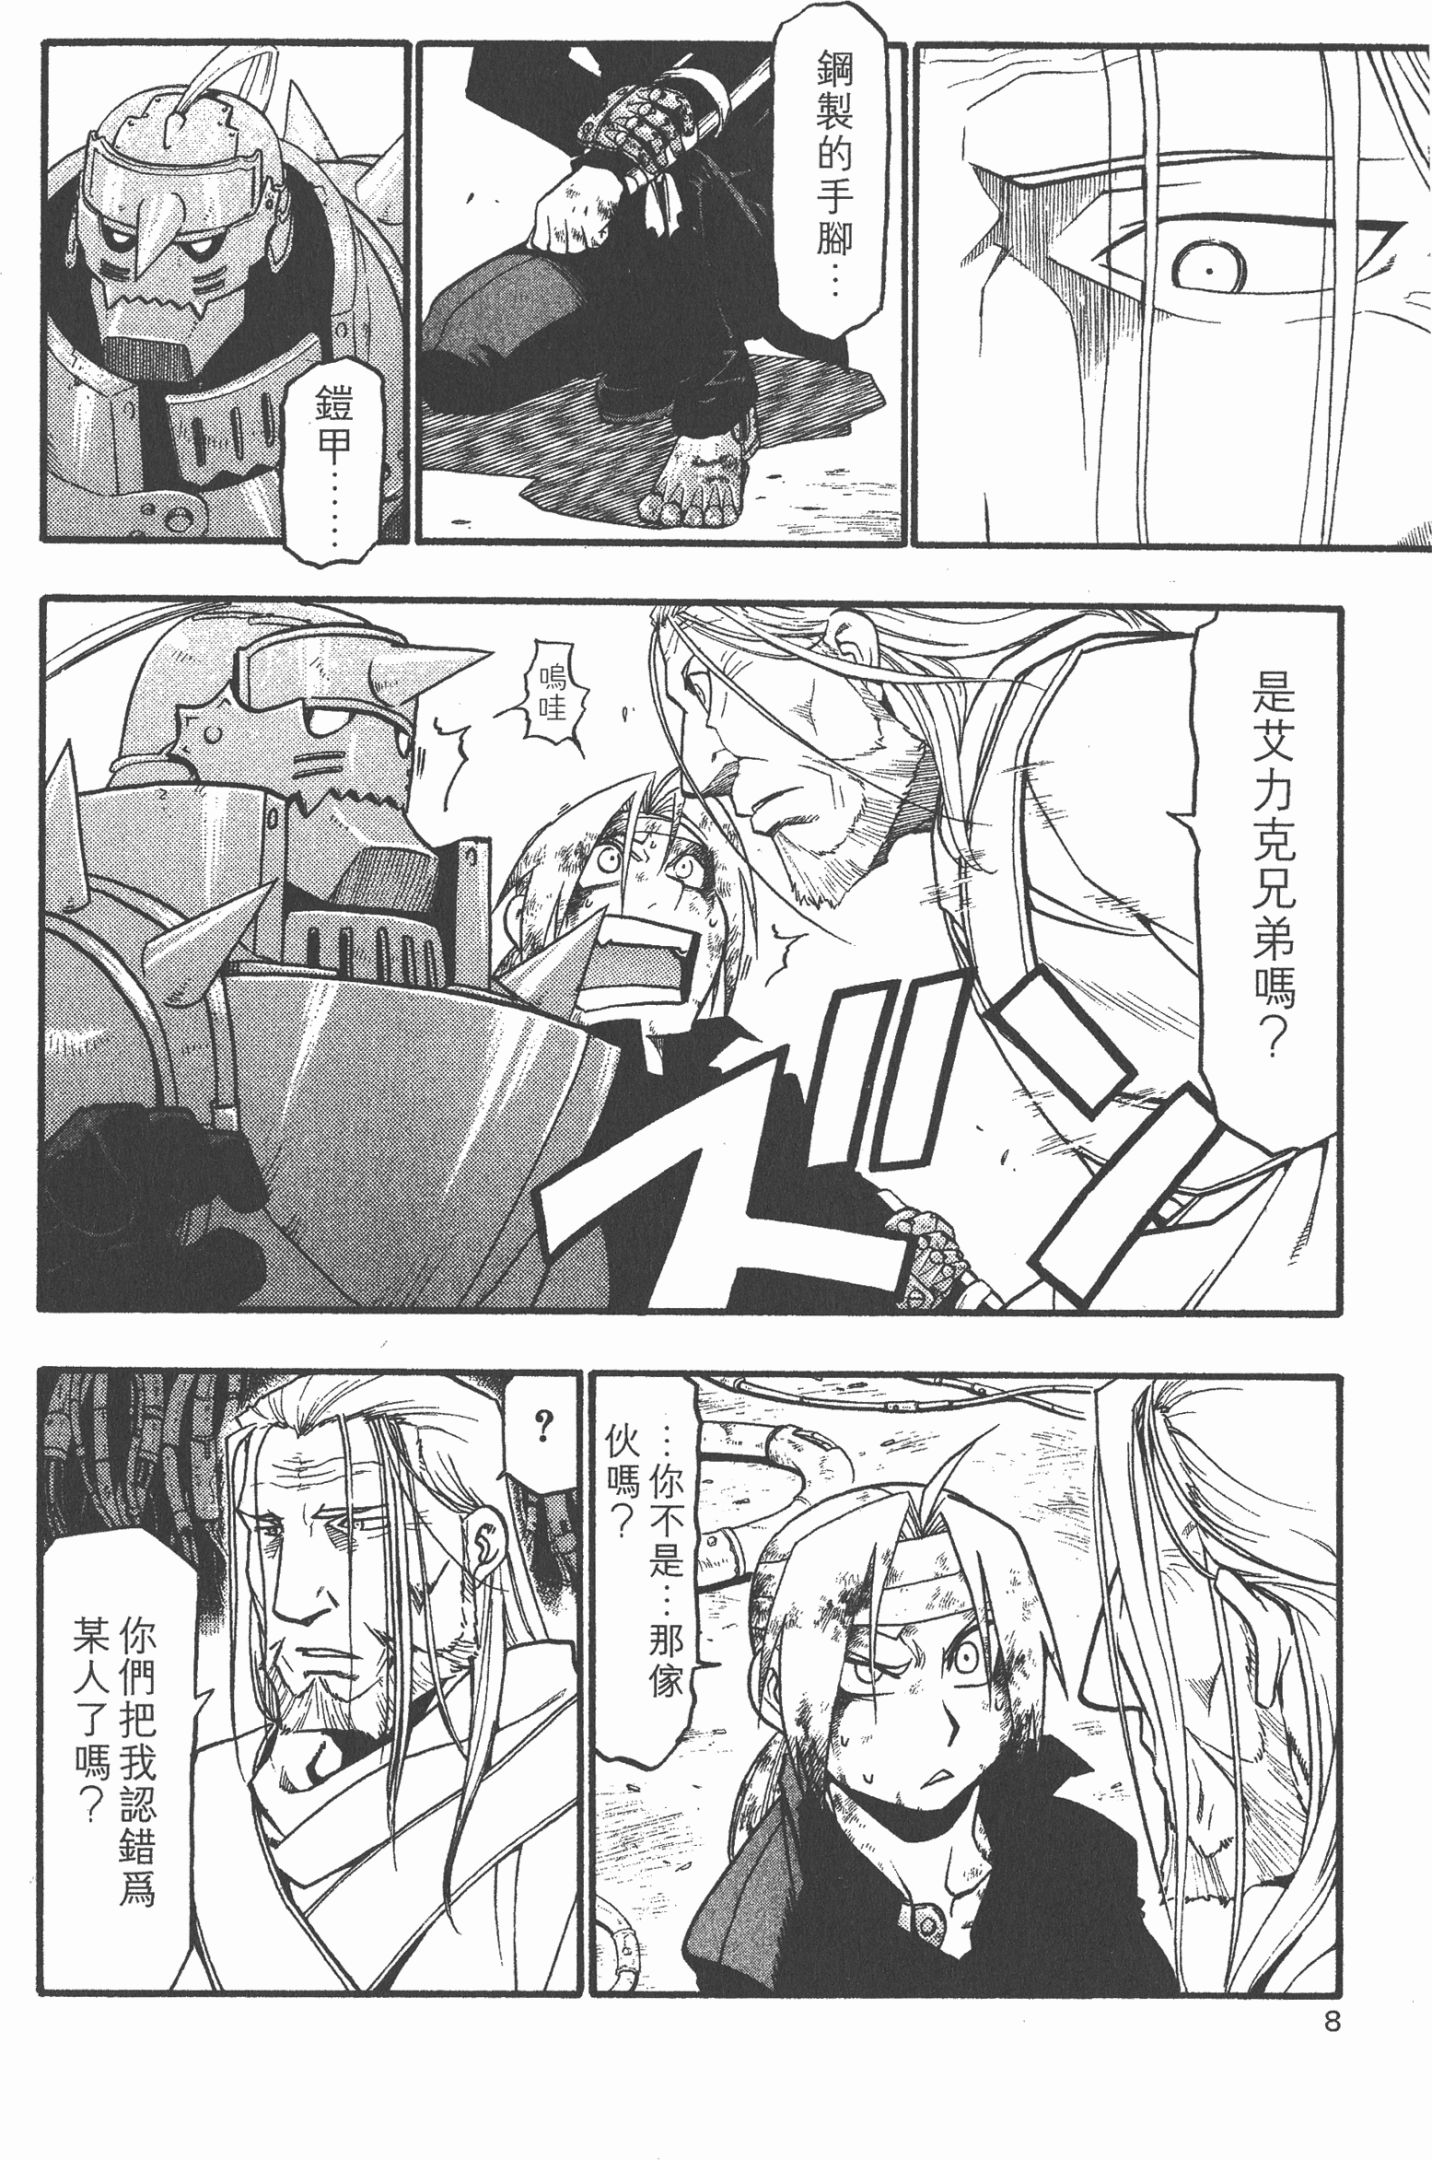 鋼製的手腳…
鎧甲……
是艾力克兄弟嗎？
嗚哇
ズ
…你不是…那傢
伙嗎？
？
你們把我認錯爲
某人了嗎？
8